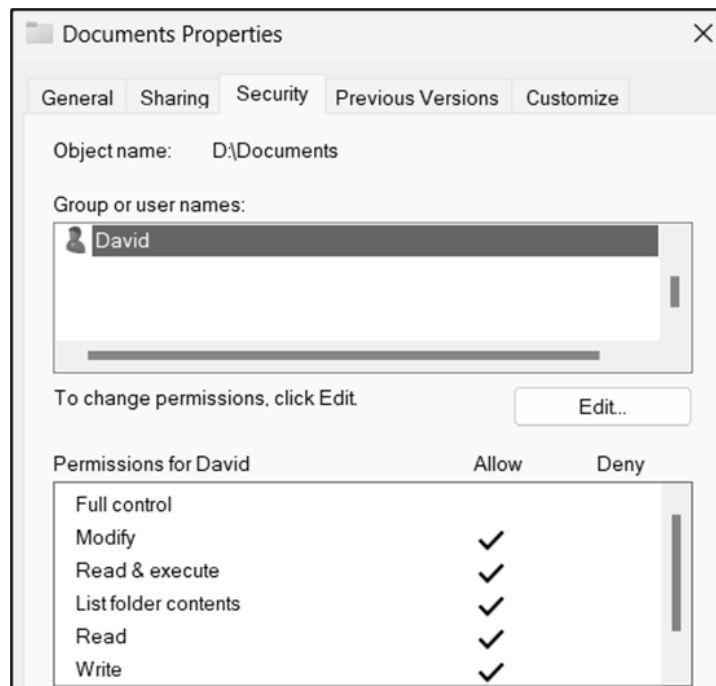 Documents Properties
General Sharing Security Previous Versions Customize
Object name: D:\Documents
Group or user names:
David
To change permissions, click Edit.
Edit...
Permissions for David Allow Deny
Full control
Modify
Read & execute
List folder contents
Read
Write